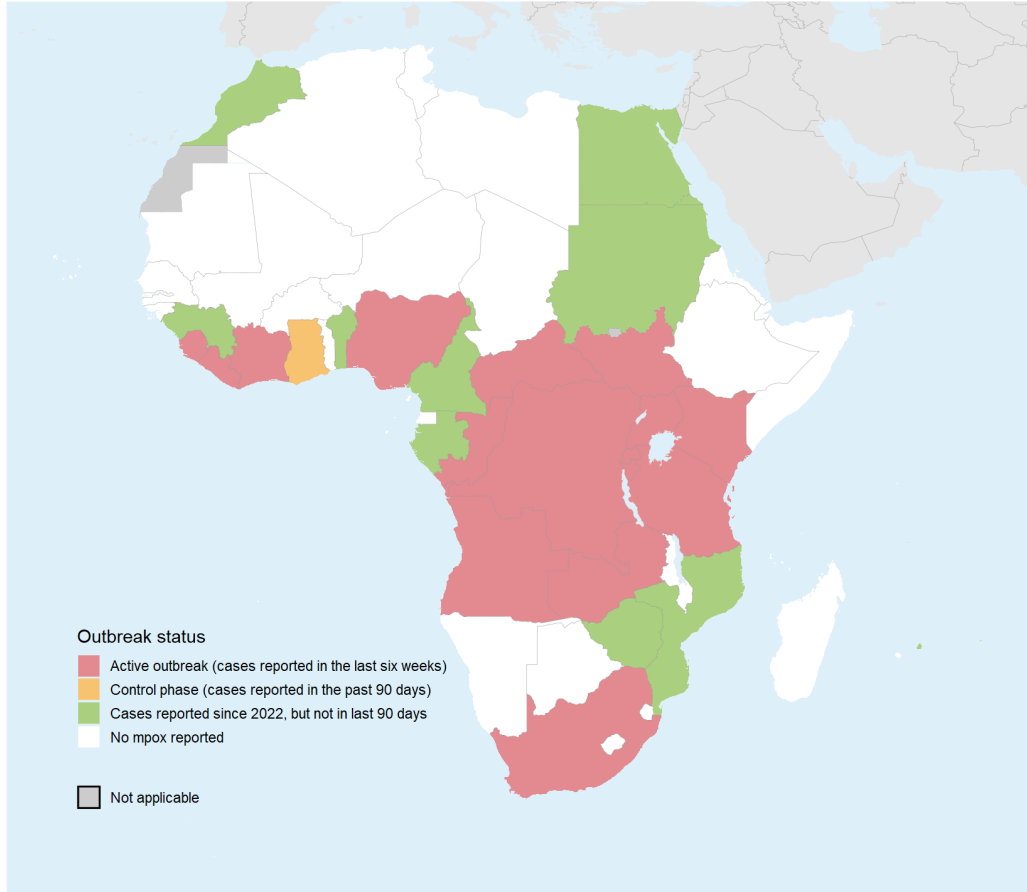 Outbreak status
Active outbreak (cases reported in the last six weeks)
Control phase (cases reported in the past 90 days)
Cases reported since 2022, but not in last 90 days
No mpox reported
Not applicable